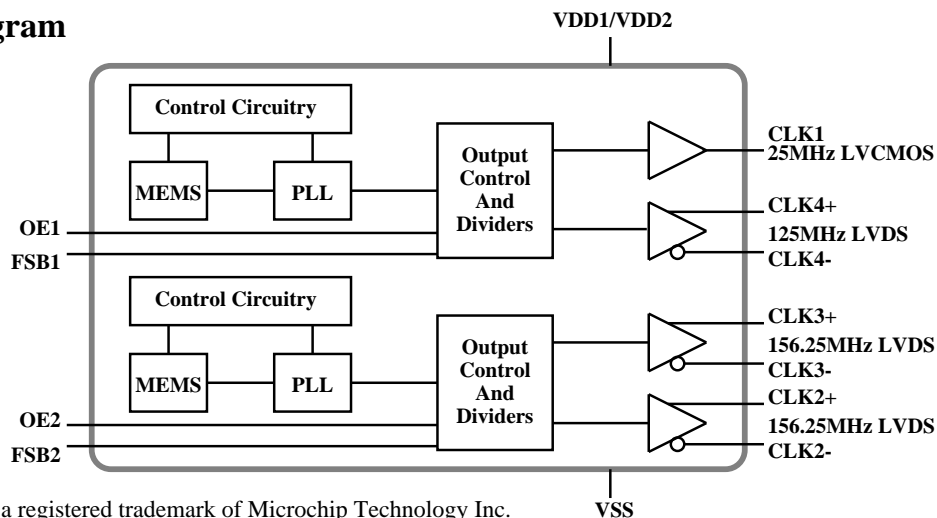 gram
VDD1/VDD2
Control Circuitry
MEMS
PLL
Output
Control
And
Dividers
CLK1
25MHz LVCMOS
CLK4+
125MHz LVDS
CLK4-
OE1
FSB1
Control Circuitry
MEMS
PLL
Output
Control
And
Dividers
CLK3+
156.25MHz LVDS
CLK3-
CLK2+
156.25MHz LVDS
CLK2-
OE2
FSB2
a registered trademark of Microchip Technology Inc.
VSS